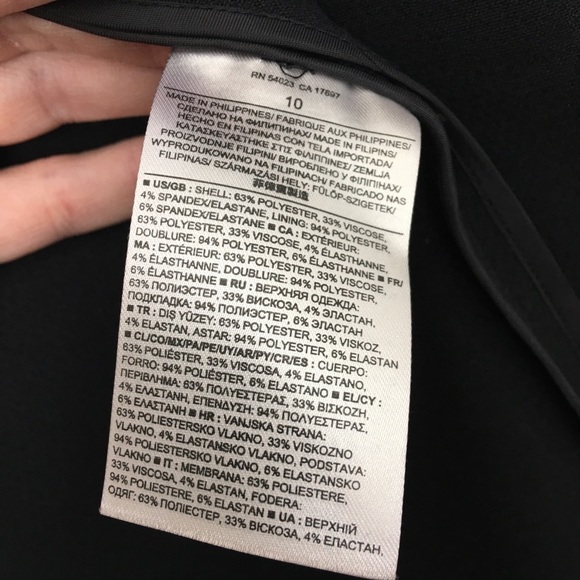 RN 54023 CA 17897
10
MADE IN PHILIPPINES/ FABRIQUE AUX PHILIPPINES/
СДЕЛАНО НА ФИЛИПИНАХ/ MADE IN FILIPINS/
HECHO EN FILIPINAS CON TELA IMPORTADA/
ΚΑΤΑΣΚΕΥΑΣΤΗΚΕ ΣΤΙΣ ΦΙΛΙΠΠΙΝΕΣ/ ZEMLJA
PROIZVODNJE FILIPINI/ ВИРОБЛЕНО У ФІЛІПІНАХ/
WYPRODUKOWANO NA FILIPINACH/ FABRICADO NAS
FILIPINAS/ SZÁRMAZÁSI HELY: FÜLÖP-SZIGETEK/
菲律賓製造
■ US/GB : SHELL: 63% POLYESTER, 33% VISCOSE,
4% SPANDEX/ELASTANE, LINING: 94% POLYESTER,
6% SPANDEX/ELASTANE ■ CA : EXTÉRIEUR:
63% POLYESTER, 33% VISCOSE, 4% ÉLASTHANNE,
DOUBLURE: 94% POLYESTER, 6% ÉLASTHANNE ■ FR/
MA : EXTÉRIEUR: 63% POLYESTER, 33% VISCOSE,
4% ÉLASTHANNE, DOUBLURE: 94% POLYESTER,
6% ÉLASTHANNE ■ RU : ВЕРХНЯЯ ОДЕЖДА:
63% ПОЛИЭСТЕР, 33% ВИСКОЗА, 4% ЭЛАСТАН,
ПОДКЛАДКА: 94% ПОЛИЭСТЕР, 6% ЭЛАСТАН
■ TR : DIŞ YÜZEY: 63% POLYESTER, 33% VISKOZ,
4% ELASTAN, ASTAR: 94% POLYESTER, 6% ELASTAN
■ CL/CO/MX/PA/PE/UY/AR/PY/CR/ES : CUERPO:
63% POLIÉSTER, 33% VISCOSA, 4% ELASTANO,
FORRO: 94% POLIÉSTER, 6% ELASTANO ■ EL/CY :
ΠΕΡΙΒΛΗΜΑ: 63% ΠΟΛΥΕΣΤΕΡΑΣ, 33% ΒΙΣΚΟΖΗ,
4% ΕΛΑΣΤΑΝΗ, ΕΠΕΝΔΥΣΗ: 94% ΠΟΛΥΕΣΤΕΡΑΣ,
6% ΕΛΑΣΤΑΝΗ ■ HR : VANJSKA STRANA:
63% POLIESTERSKO VLAKNO, 33% VISKOZNO
VLAKNO, 4% ELASTANSKO VLAKNO, PODSTAVA:
94% POLIESTERSKO VLAKNO, 6% ELASTANSKO
VLAKNO ■ IT : MEMBRANA: 63% POLIESTERE,
33% VISCOSA, 4% ELASTAN, FODERA:
94% POLIESTERE, 6% ELASTAN ■ UA : ВЕРХНІЙ
ОДЯГ: 63% ПОЛІЕСТЕР, 33% ВІСКОЗА, 4% ЕЛАСТАН,